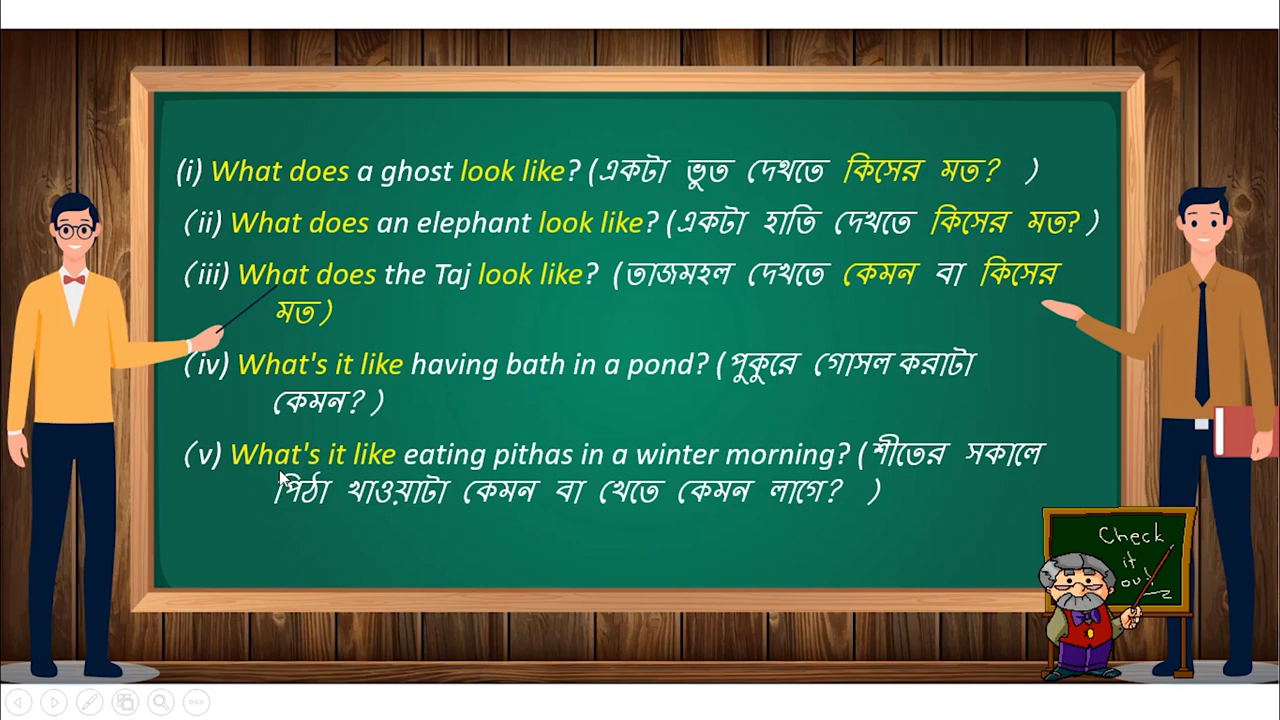 (i) What does a ghost look like? (একটা ভুত দেখতে কিসের মত? )
(ii) What does an elephant look like? (একটা হাতি দেখতে কিসের মত? )
(iii) What does the Taj look like? (তাজমহল দেখতে কেমন বা কিসের
মত )
(iv) What's it like having bath in a pond? ( পুকুরে গোসল করাটা
কেমন? )
(v) What's it like eating pithas in a winter morning? ( শীতের সকালে
পিঠা খাওয়াটা কেমন বা খেতে কেমন লাগে? )
Check
it
out!